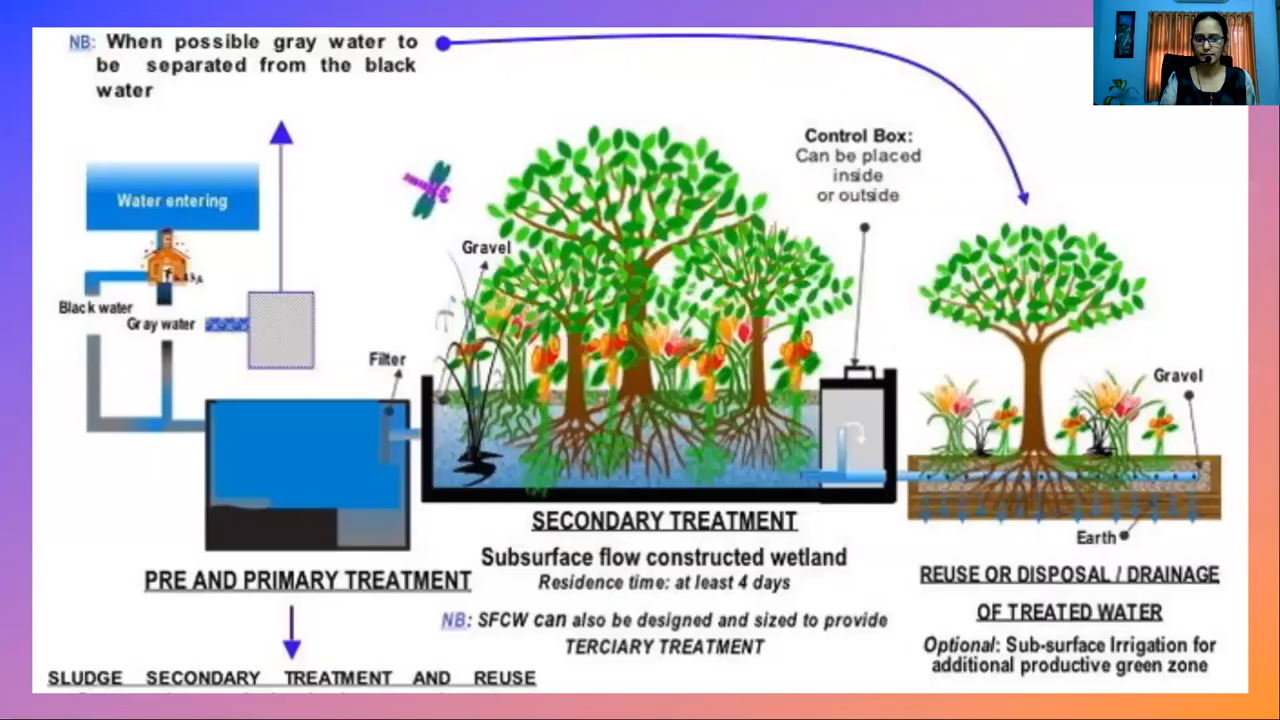 NB: When possible gray water to
be separated from the black
water
Control Box:
Can be placed
inside
or outside
Water entering
Gravel
Black water
Gray water
Filter
Gravel
Earth
SECONDARY TREATMENT
Subsurface flow constructed wetland
Residence time: at least 4 days
NB: SFCW can also be designed and sized to provide
TERCIARY TREATMENT
PRE AND PRIMARY TREATMENT
SLUDGE SECONDARY TREATMENT AND REUSE
REUSE OR DISPOSAL / DRAINAGE
OF TREATED WATER
Optional: Sub-surface Irrigation for
additional productive green zone